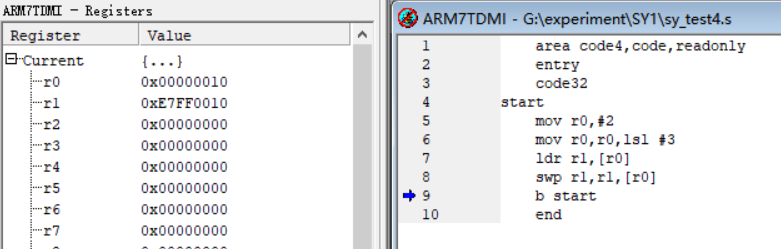 ARM7TDMI - Registers
Register Value
Current {...}
r0 0x00000010
r1 0xE7FF0010
r2 0x00000000
r3 0x00000000
r4 0x00000000
r5 0x00000000
r6 0x00000000
r7 0x00000000
ARM7TDMI - G:\experiment\SY1\sy_test4.s
1 area code4,code,readonly
2 entry
3 code32
4 start
5 mov r0,#2
6 mov r0,r0,lsl #3
7 ldr r1,[r0]
8 swp r1,r1,[r0]
9 b start
10 end